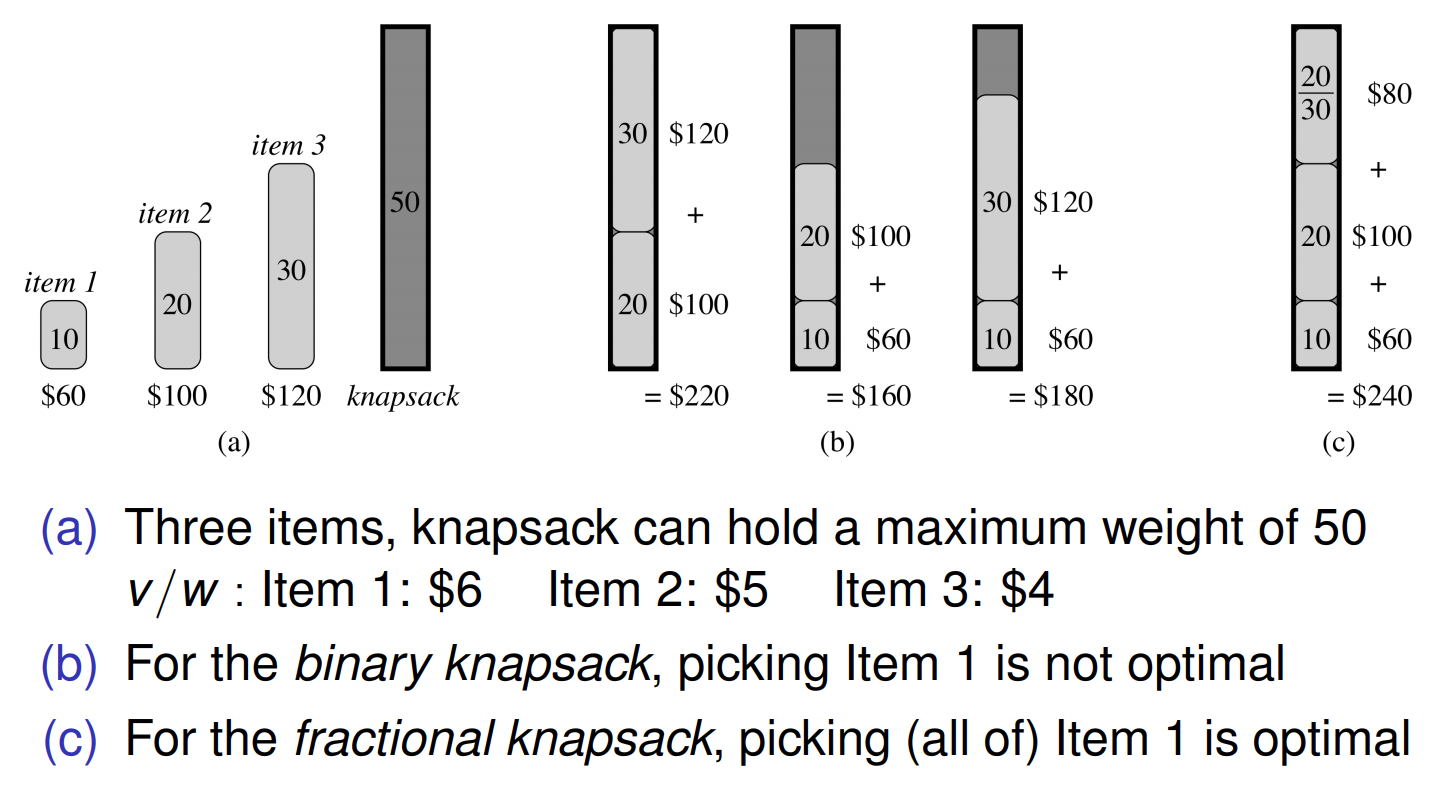 item 1
10
$60
item 2
20
$100
item 3
30
$120
50
knapsack
(a)
30 $120
+
20 $100
= $220
20 $100
+
10 $60
= $160
30 $120
+
10 $60
= $180
(b)
20
30
$80
+
20 $100
+
10 $60
= $240
(c)
(a) Three items, knapsack can hold a maximum weight of 50
v/w : Item 1: $6 Item 2: $5 Item 3: $4
(b) For the binary knapsack, picking Item 1 is not optimal
(c) For the fractional knapsack, picking (all of) Item 1 is optimal